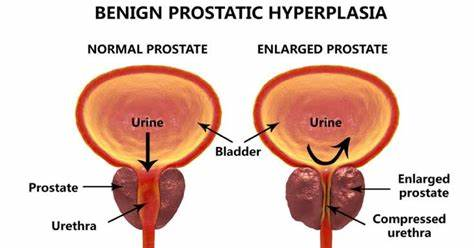 BENIGN PROSTATIC HYPERPLASIA
NORMAL PROSTATE
ENLARGED PROSTATE
Urine
Urine
Bladder
Prostate
Urethra
Enlarged
prostate
Compressed
urethra